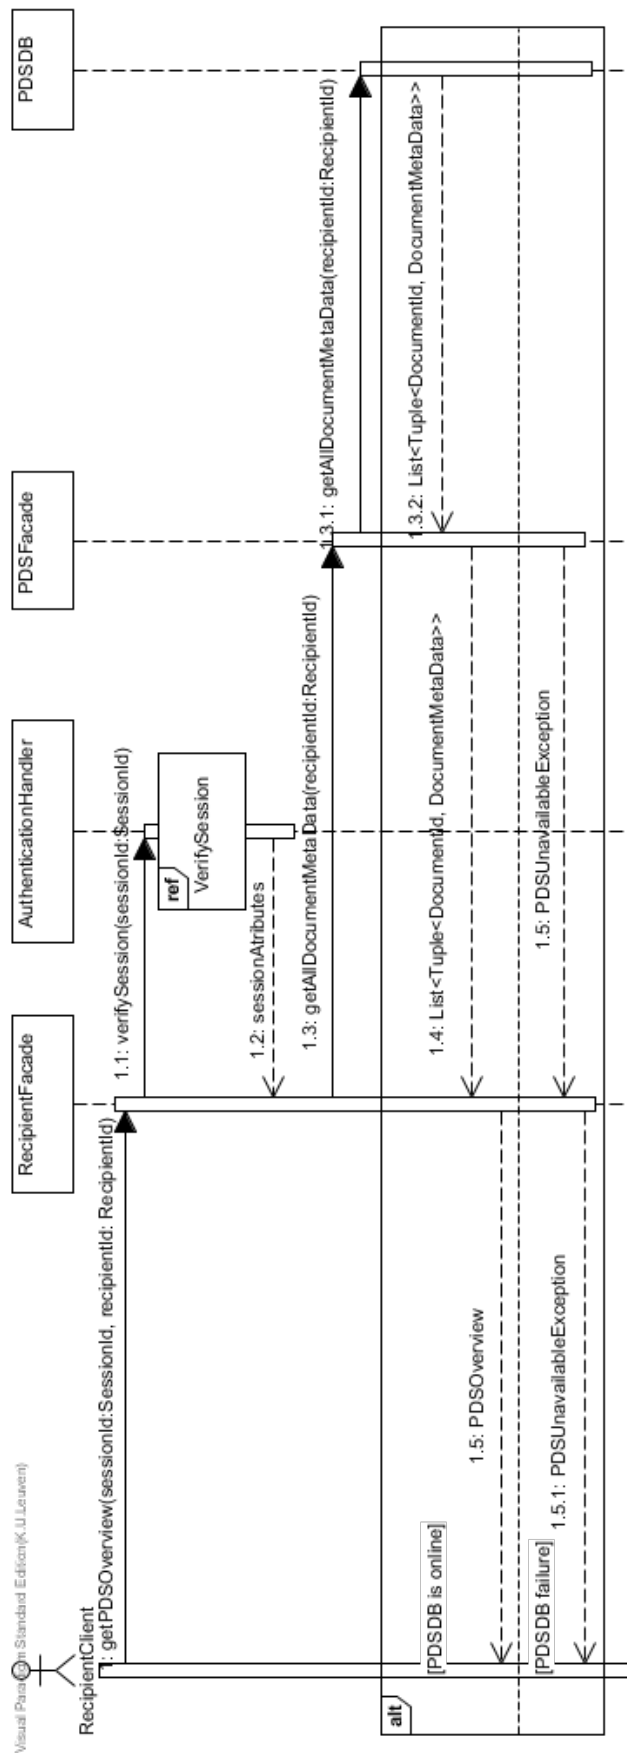 Visual Paradigm Standard Edition(K.U.Leuven)
RecipientClient
RecipientFacade
AuthenticationHandler
PDSFacade
PDSDB
1: getPDSOverview(sessionId:SessionId, recipientId: RecipientId)
1.1: verifySession(sessionId:SessionId)
ref
VerifySession
1.2: sessionAtributes
1.3: getAllDocumentMetaData(recipientId:RecipientId)
1.3.1: getAllDocumentMetaData(recipientId:RecipientId)
alt
[PDSDB is online]
1.3.2: List<Tuple<DocumentId, DocumentMetaData>>
1.4: List<Tuple<DocumentId, DocumentMetaData>>
1.5: PDSOverview
[PDSDB failure]
1.5: PDSUnavailableException
1.5.1: PDSUnavailableException